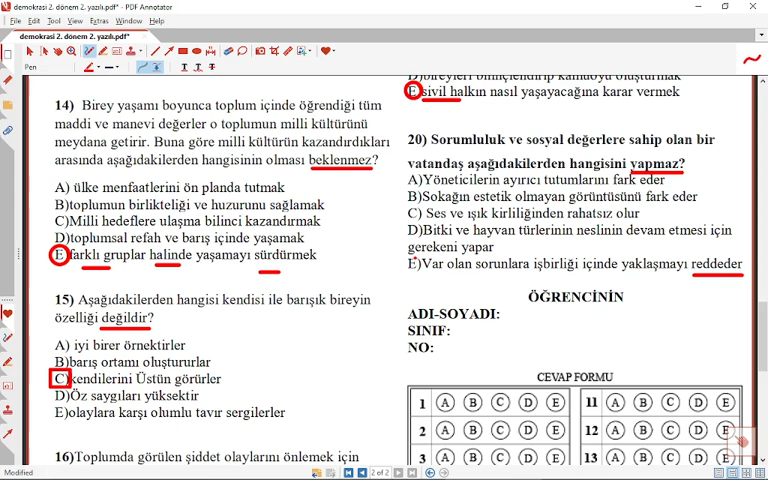 demokrasi 2. dönem 2. yazılı.pdf* - PDF Annotator
File Edit Tool View Extras Window Help
demokrasi 2. dönem 2. yazılı.pdf*
Pen
14) Birey yaşamı boyunca toplum içinde öğrendiği tüm
maddi ve manevi değerler o toplumun milli kültürünü
meydana getirir. Buna göre milli kültürün kazandırdıkları
arasında aşağıdakilerden hangisinin olması beklenmez?
A) ülke menfaatlerini ön planda tutmak
B)toplumun birlikteliği ve huzurunu sağlamak
C)Milli hedeflere ulaşma bilinci kazandırmak
D)toplumsal refah ve barış içinde yaşamak
E)farklı gruplar halinde yaşamayı sürdürmek
15) Aşağıdakilerden hangisi kendisi ile barışık bireyin
özelliği değildir?
A) iyi birer örnektirler
B)barış ortamı oluştururlar
C)kendilerini Üstün görürler
D)Öz saygıları yüksektir
E)olaylara karşı olumlu tavır sergilerler
16)Toplumda görülen şiddet olaylarını önlemek için
D)bireyleri bilinçlendirip kamuoyu oluşturmak
E)sivil halkın nasıl yaşayacağına karar vermek
20) Sorumluluk ve sosyal değerlere sahip olan bir
vatandaş aşağıdakilerden hangisini yapmaz?
A)Yöneticilerin ayırıcı tutumlarını fark eder
B)Sokağın estetik olmayan görüntüsünü fark eder
C) Ses ve ışık kirliliğinden rahatsız olur
D)Bitki ve hayvan türlerinin neslinin devam etmesi için
gerekeni yapar
E)Var olan sorunlara işbirliği içinde yaklaşmayı reddeder
ÖĞRENCİNİN
ADI-SOYADI:
SINIF:
NO:
CEVAP FORMU
1 A B C D E 11 A B C D E
2 A B C D E 12 A B C D E
3 A B C D E 13 A B C D E
Modified
2 of 2